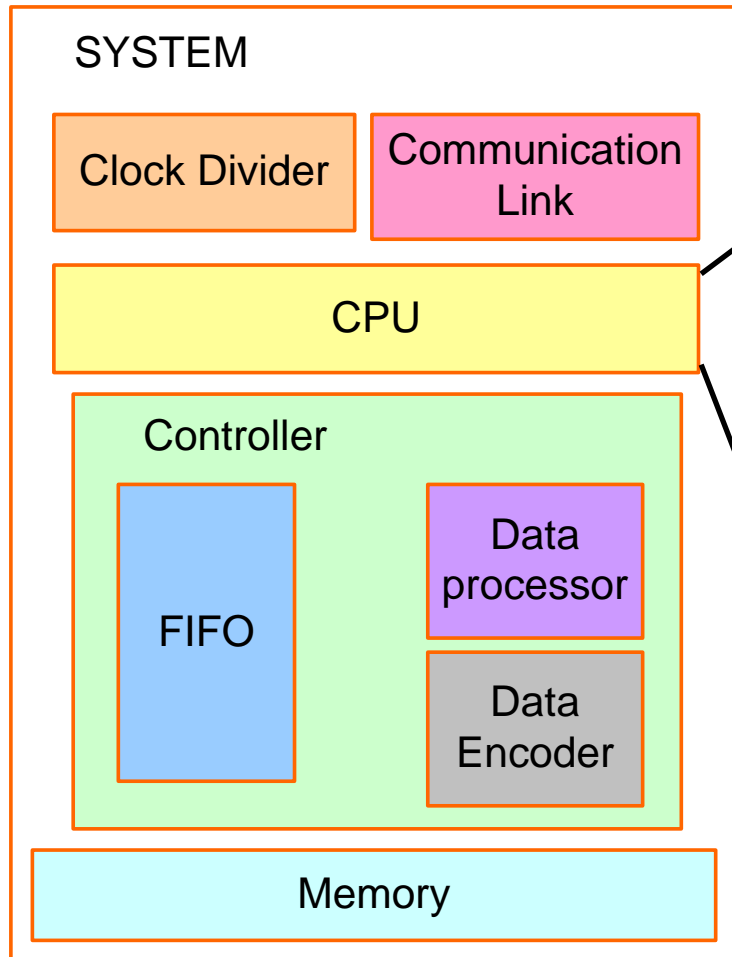 SYSTEM
Clock Divider
Communication
Link
CPU
Controller
FIFO
Data
processor
Data
Encoder
Memory